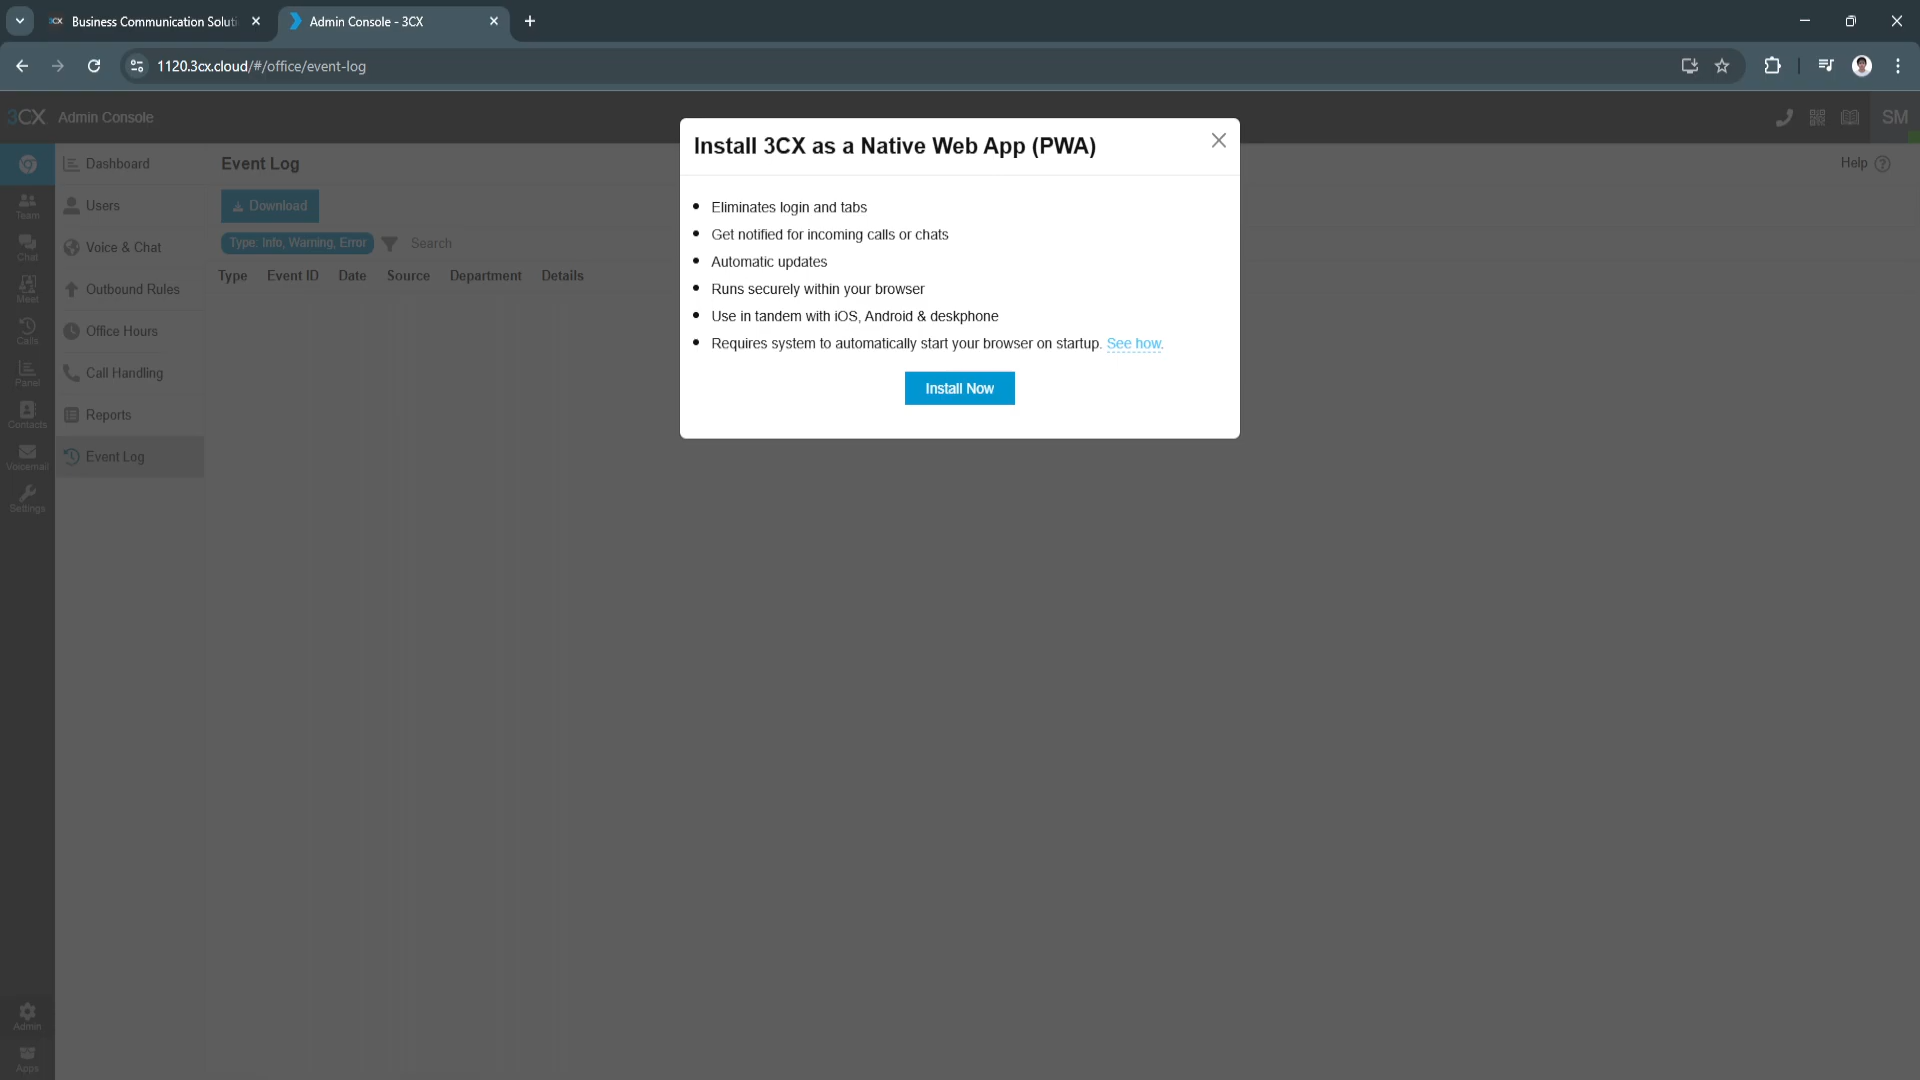 Business Communication Soluti
Admin Console - 3CX
1120.3cx.cloud/#/office/event-log
3CX Admin Console
SM
Install 3CX as a Native Web App (PWA)
Eliminates login and tabs
Get notified for incoming calls or chats
Automatic updates
Runs securely within your browser
Use in tandem with iOS, Android & deskphone
Requires system to automatically start your browser on startup. See how.
Install Now
Team
Chat
Meet
Calls
Panel
Contacts
Voicemail
Settings
Admin
Apps
Dashboard
Users
Voice & Chat
Outbound Rules
Office Hours
Call Handling
Reports
Event Log
Event Log
Help
Download
Type: Info, Warning, Error
Search
Type Event ID Date Source Department Details